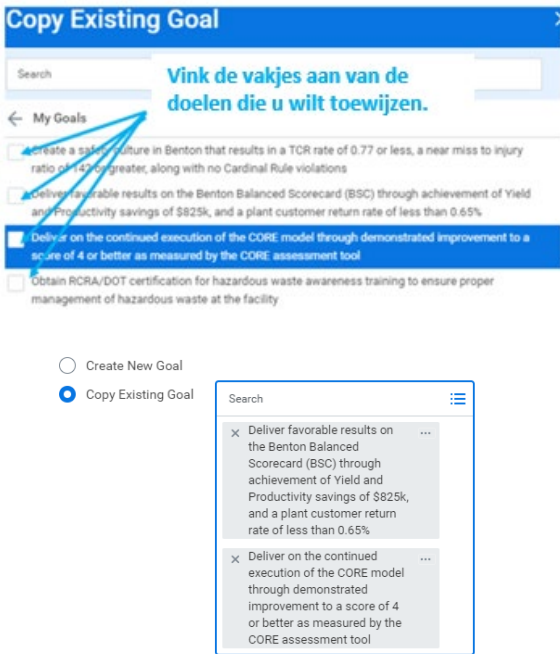 Copy Existing Goal
Search
Vink de vakjes aan van de
doelen die u wilt toewijzen.
My Goals
Create a safety culture in Benton that results in a TCR rate of 0.77 or less, a near miss to injury
ratio of 142 or greater, along with no Cardinal Rule violations
Deliver favorable results on the Benton Balanced Scorecard (BSC) through achievement of Yield
and Productivity savings of $825k, and a plant customer return rate of less than 0.65%
Deliver on the continued execution of the CORE model through demonstrated improvement to a
score of 4 or better as measured by the CORE assessment tool
Obtain RCRA/DOT certification for hazardous waste awareness training to ensure proper
management of hazardous waste at the facility
Create New Goal
Copy Existing Goal
Search
Deliver favorable results on
the Benton Balanced
Scorecard (BSC) through
achievement of Yield and
Productivity savings of $825k,
and a plant customer return
rate of less than 0.65%
Deliver on the continued
execution of the CORE model
through demonstrated
improvement to a score of 4
or better as measured by the
CORE assessment tool